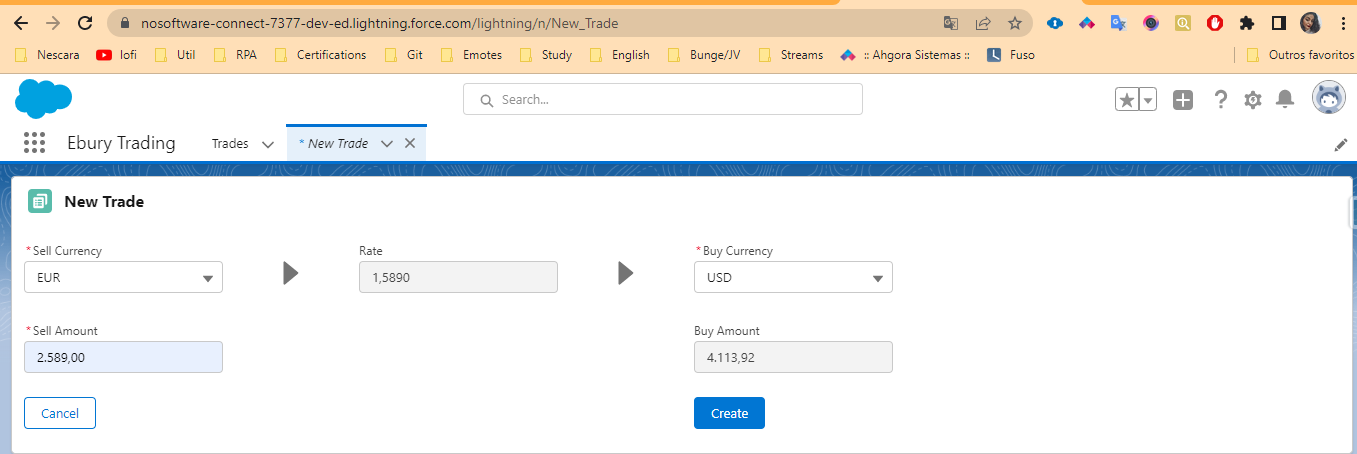 nosoftware-connect-7377-dev-ed.lightning.force.com/lightning/n/New_Trade
Nescara lofi Util RPA Certifications Git Emotes Study English Bunge/JV Streams :: Ahgora Sistemas :: Fuso Outros favoritos
Search...
Ebury Trading Trades * New Trade
New Trade
*Sell Currency Rate *Buy Currency
EUR 1,5890 USD
*Sell Amount Buy Amount
2.589,00 4.113,92
Cancel Create